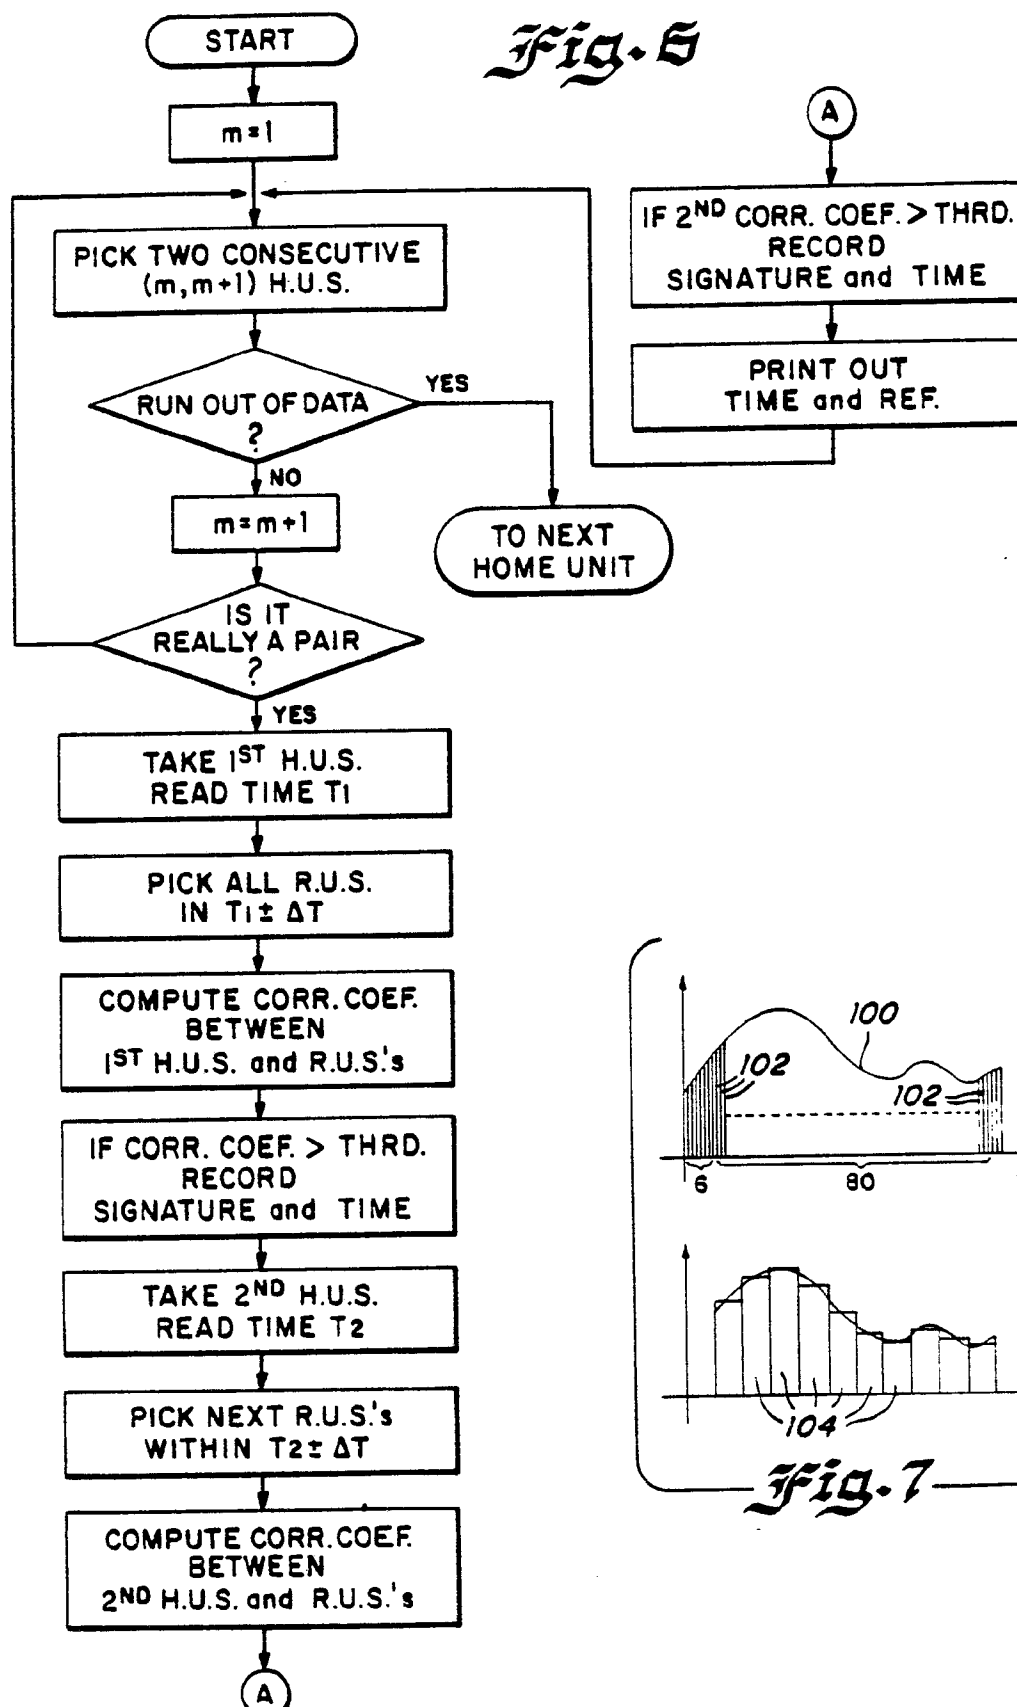 Fig. 6
START
m=1
PICK TWO CONSECUTIVE
(m, m+1) H.U.S.
RUN OUT OF DATA
?
YES
NO
TO NEXT
HOME UNIT
m=m+1
IS IT
REALLY A PAIR
?
YES
TAKE 1ST H.U.S.
READ TIME T1
PICK ALL R.U.S.
IN T1 ± ΔT
COMPUTE CORR. COEF.
BETWEEN
1ST H.U.S. and R.U.S.'s
IF CORR. COEF. > THRD.
RECORD
SIGNATURE and TIME
TAKE 2ND H.U.S.
READ TIME T2
PICK NEXT R.U.S.'s
WITHIN T2 ± ΔT
COMPUTE CORR. COEF.
BETWEEN
2ND H.U.S. and R.U.S.'s
A
A
IF 2ND CORR. COEF. > THRD.
RECORD
SIGNATURE and TIME
PRINT OUT
TIME and REF.
100
102
102
6
80
104
Fig. 7